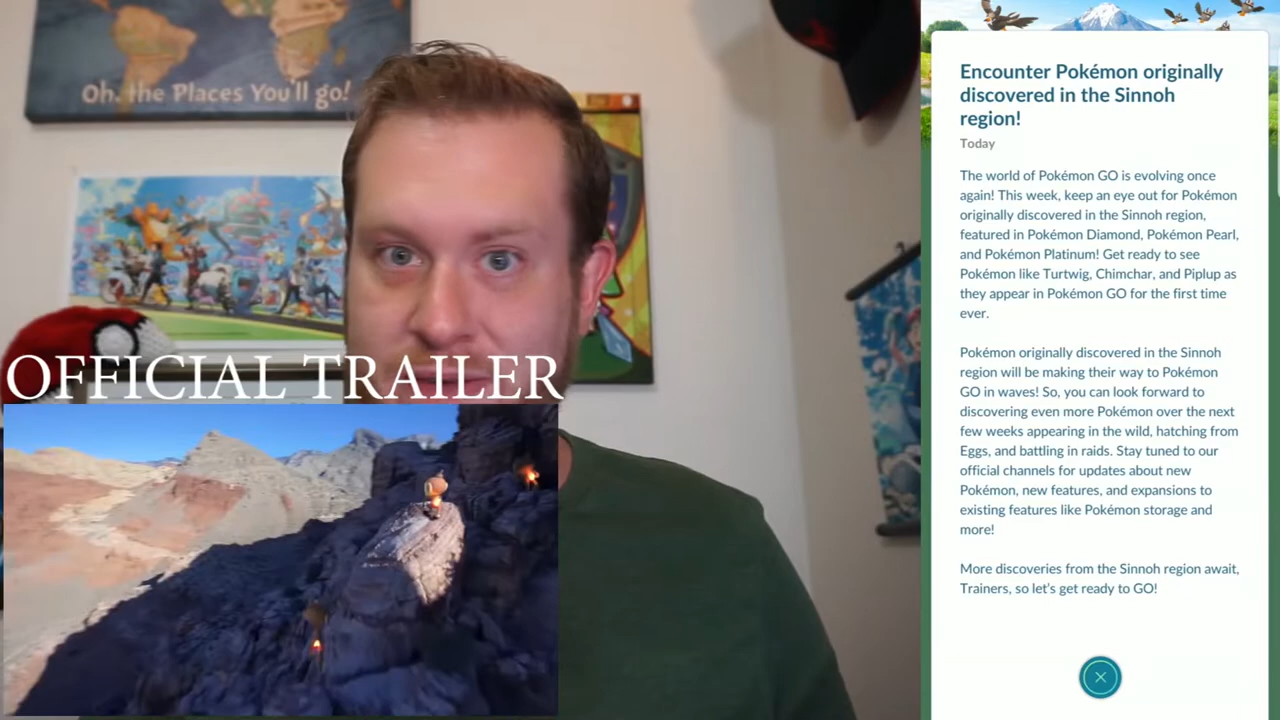 Oh, the Places You'll go!
OFFICIAL TRAILER
Encounter Pokémon originally
discovered in the Sinnoh
region!
Today
The world of Pokémon GO is evolving once
again! This week, keep an eye out for Pokémon
originally discovered in the Sinnoh region,
featured in Pokémon Diamond, Pokémon Pearl,
and Pokémon Platinum! Get ready to see
Pokémon like Turtwig, Chimchar, and Piplup as
they appear in Pokémon GO for the first time
ever.
Pokémon originally discovered in the Sinnoh
region will be making their way to Pokémon
GO in waves! So, you can look forward to
discovering even more Pokémon over the next
few weeks appearing in the wild, hatching from
Eggs, and battling in raids. Stay tuned to our
official channels for updates about new
Pokémon, new features, and expansions to
existing features like Pokémon storage and
more!
More discoveries from the Sinnoh region await,
Trainers, so let's get ready to GO!